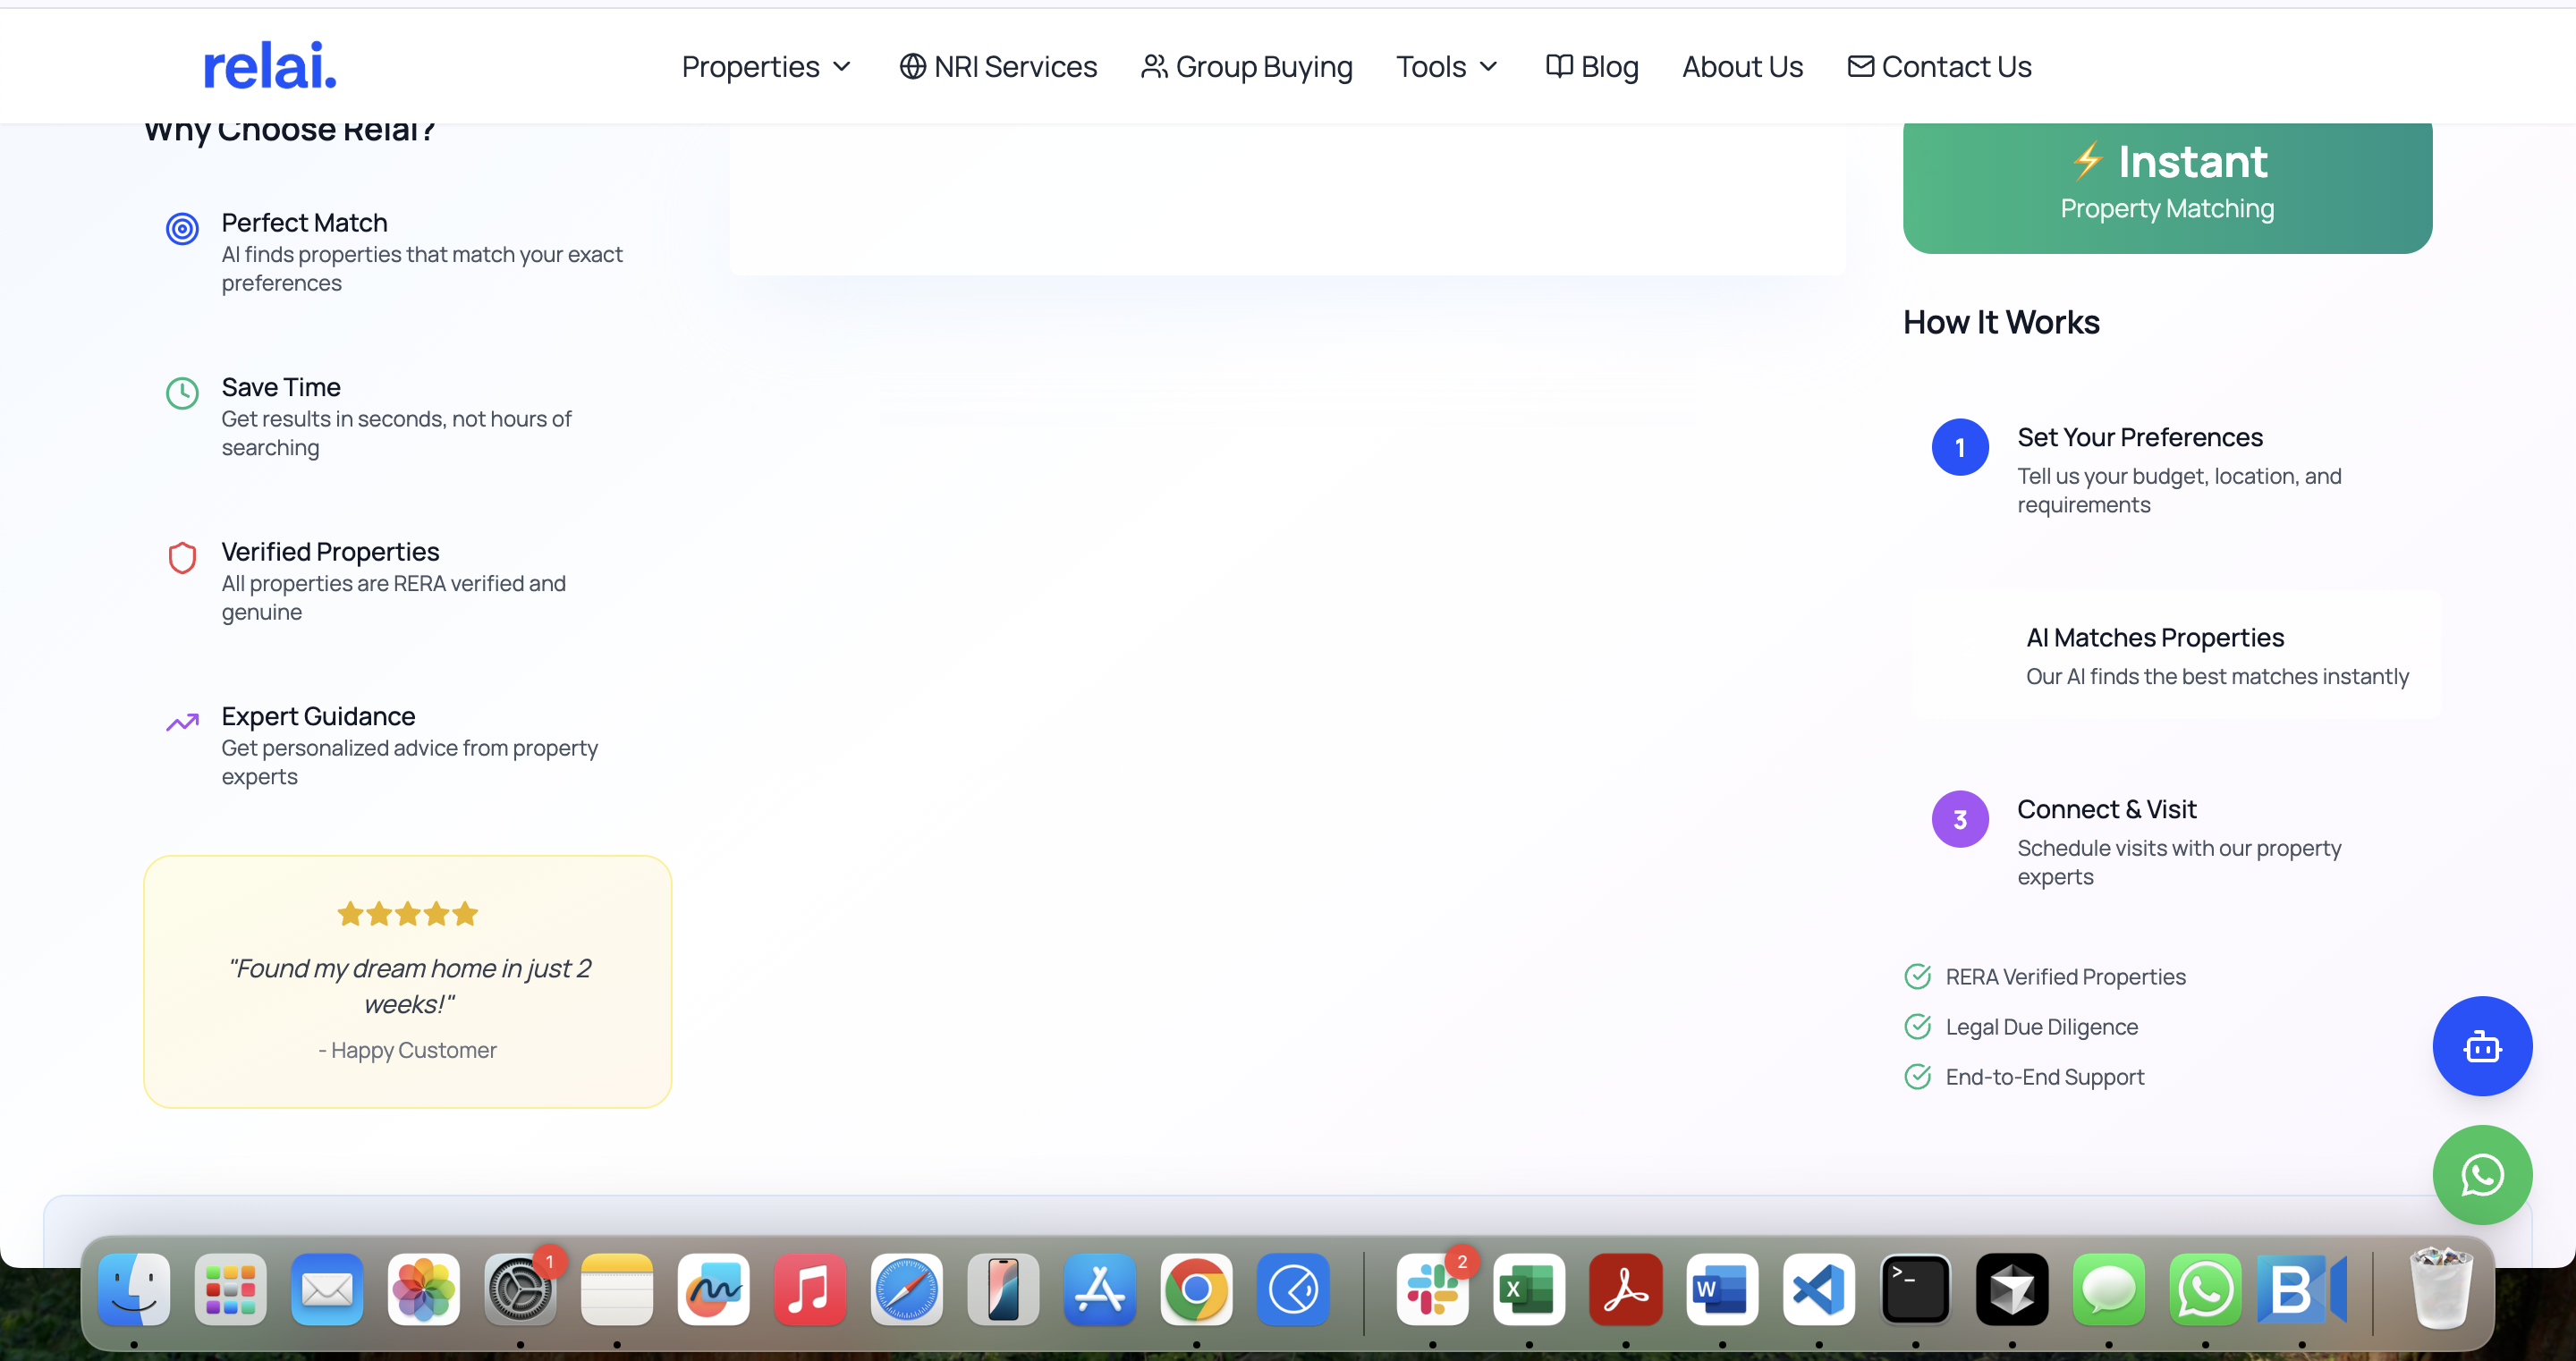 relai.
Properties
NRI Services
Group Buying
Tools
Blog
About Us
Contact Us
Why Choose Relai?
Perfect Match
AI finds properties that match your exact
preferences
Save Time
Get results in seconds, not hours of
searching
Verified Properties
All properties are RERA verified and
genuine
Expert Guidance
Get personalized advice from property
experts
"Found my dream home in just 2
weeks!"
- Happy Customer
⚡ Instant
Property Matching
How It Works
1
Set Your Preferences
Tell us your budget, location, and
requirements
AI Matches Properties
Our AI finds the best matches instantly
3
Connect & Visit
Schedule visits with our property
experts
RERA Verified Properties
Legal Due Diligence
End-to-End Support
1
2
X
W
>_
B